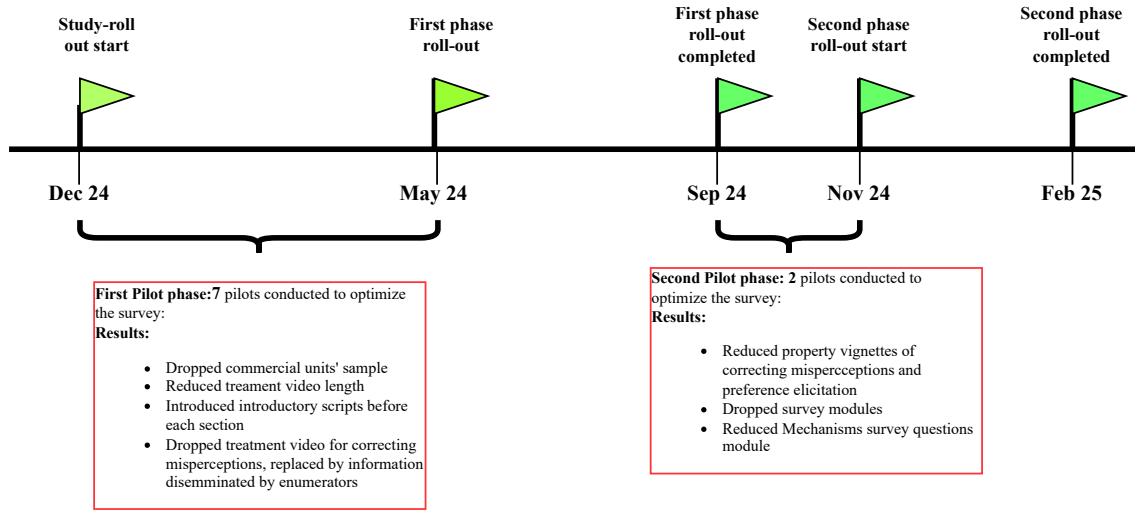 Study-roll
out start
First phase
roll-out
First phase
roll-out
completed
Second phase
roll-out start
Second phase
roll-out
completed
Dec 24
May 24
Sep 24
Nov 24
Feb 25
First Pilot phase:7 pilots conducted to optimize
the survey:
Results:
• Dropped commercial units' sample
• Reduced treament video length
• Introduced introductory scripts before
each section
• Dropped treatment video for correcting
misperceptions, replaced by information
disemminated by enumerators
Second Pilot phase: 2 pilots conducted to
optimize the survey:
Results:
• Reduced property vignettes of
correcting mispercceptions and
preference elicitation
• Dropped survey modules
• Reduced Mechanisms survey questions
module